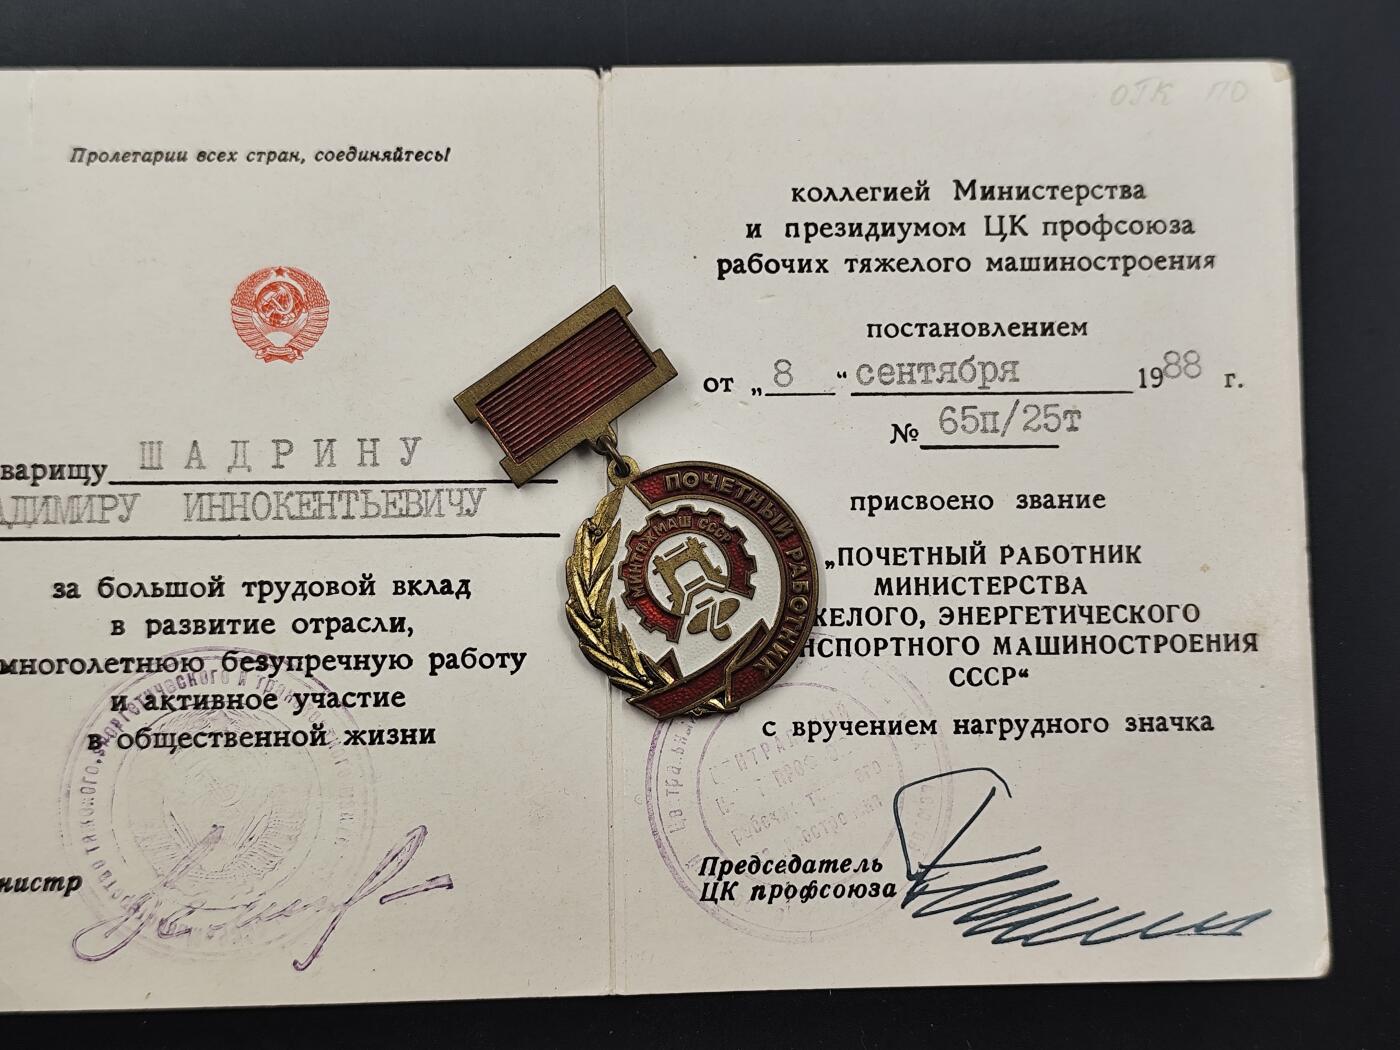 Пролетарии всех стран, соединяйтесь!
варищу ШАДРИНУ
АДИМИРУ ИННОКЕНТЬЕВИЧУ
за большой трудовой вклад
в развитие отрасли,
многолетнюю безупречную работу
и активное участие
в общественной жизни
нистр
ОТК ПО
коллегией Министерства
и президиумом ЦК профсоюза
рабочих тяжелого машиностроения
постановлением
от „8“ сентября 1988 г.
№ 65п/25т
присвоено звание
„ПОЧЕТНЫЙ РАБОТНИК
МИНИСТЕРСТВА
ЖЕЛОГО, ЭНЕРГЕТИЧЕСКОГО
НСПОРТНОГО МАШИНОСТРОЕНИЯ
СССР“
с вручением нагрудного значка
Председатель
ЦК профсоюза
ПОЧЕТНЫЙ РАБОТНИК
МИНТЯЖМАШ СССР